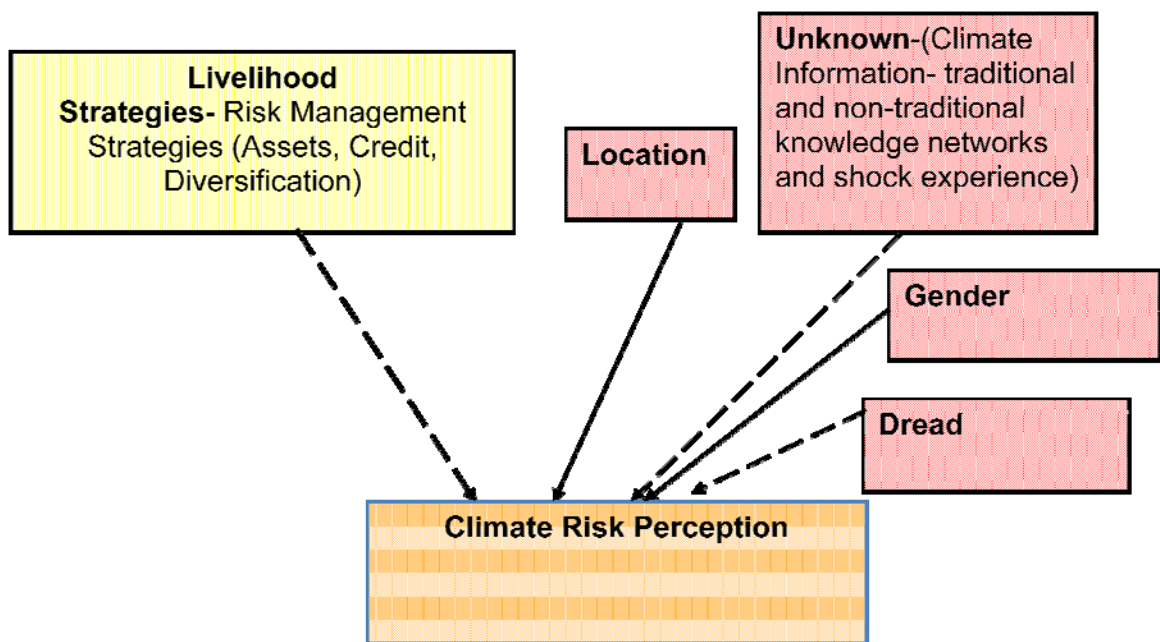 Livelihood
Strategies- Risk Management
Strategies (Assets, Credit,
Diversification)
Location
Unknown-(Climate
Information- traditional
and non-traditional
knowledge networks
and shock experience)
Gender
Dread
Climate Risk Perception